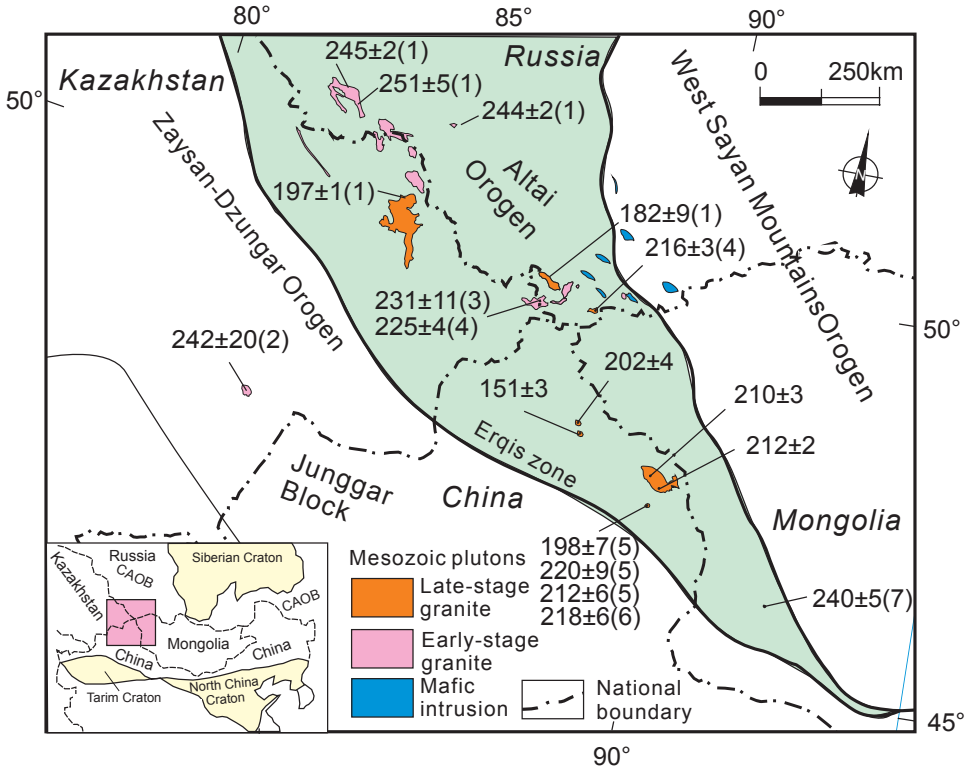 80°
85°
90°
245±2(1)
Russia
Kazakhstan
251±5(1)
0 250km
50°
244±2(1)
West Sayan Mountains Orogen
Zaysan-Dzungar Orogen
Altai
Orogen
197±1(1)
182±9(1)
216±3(4)
231±11(3)
225±4(4)
50°
242±20(2)
202±4
151±3
210±3
Erqis zone
212±2
Junggar
Block
China
Mongolia
198±7(5)
220±9(5)
212±6(5)
218±6(6)
240±5(7)
Russia
CAOB
Siberian Craton
Kazakhstan
CAOB
Mongolia
China
China
Tarim Craton
North China
Craton
Mesozoic plutons
Late-stage
granite
Early-stage
granite
Mafic
intrusion
National
boundary
45°
90°